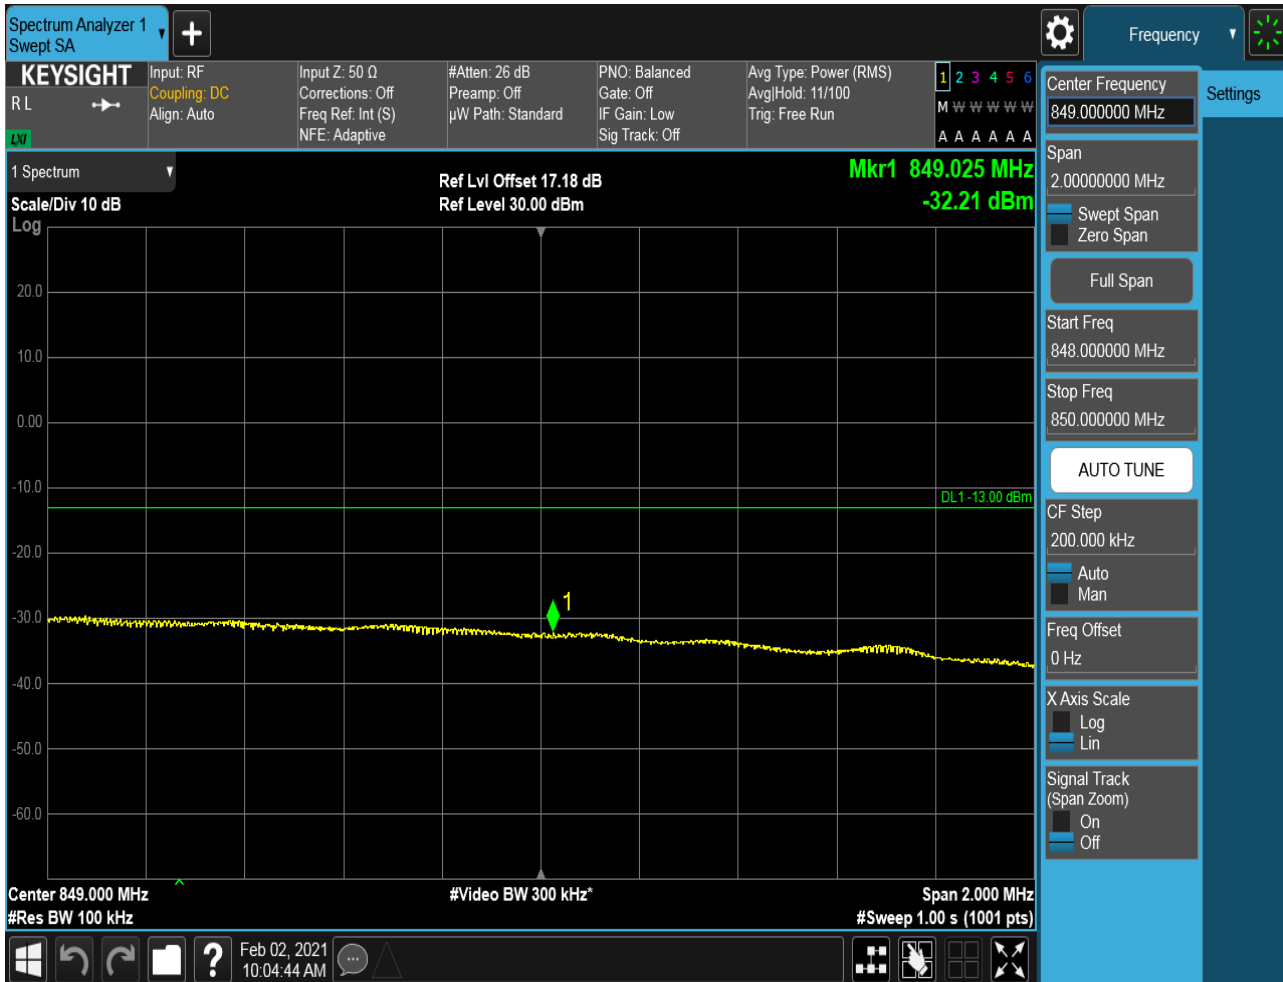 Spectrum Analyzer 1
Swept SA
Frequency
KEYSIGHT
R L
LXI
Input: RF
Coupling: DC
Align: Auto
Input Z: 50 Ω
Corrections: Off
Freq Ref: Int (S)
NFE: Adaptive
#Atten: 26 dB
Preamp: Off
µW Path: Standard
PNO: Balanced
Gate: Off
IF Gain: Low
Sig Track: Off
Avg Type: Power (RMS)
Avg|Hold: 11/100
Trig: Free Run
1 2 3 4 5 6
M W W W W W
A A A A A A
1 Spectrum
Scale/Div 10 dB
Log
Ref Lvl Offset 17.18 dB
Ref Level 30.00 dBm
Mkr1 849.025 MHz
-32.21 dBm
20.0
10.0
0.00
-10.0
DL1 -13.00 dBm
-20.0
1
-30.0
-40.0
-50.0
-60.0
Center 849.000 MHz
#Video BW 300 kHz*
Span 2.000 MHz
#Res BW 100 kHz
#Sweep 1.00 s (1001 pts)
Feb 02, 2021
10:04:44 AM
Center Frequency
849.000000 MHz
Settings
Span
2.00000000 MHz
Swept Span
Zero Span
Full Span
Start Freq
848.000000 MHz
Stop Freq
850.000000 MHz
AUTO TUNE
CF Step
200.000 kHz
Auto
Man
Freq Offset
0 Hz
X Axis Scale
Log
Lin
Signal Track
(Span Zoom)
On
Off